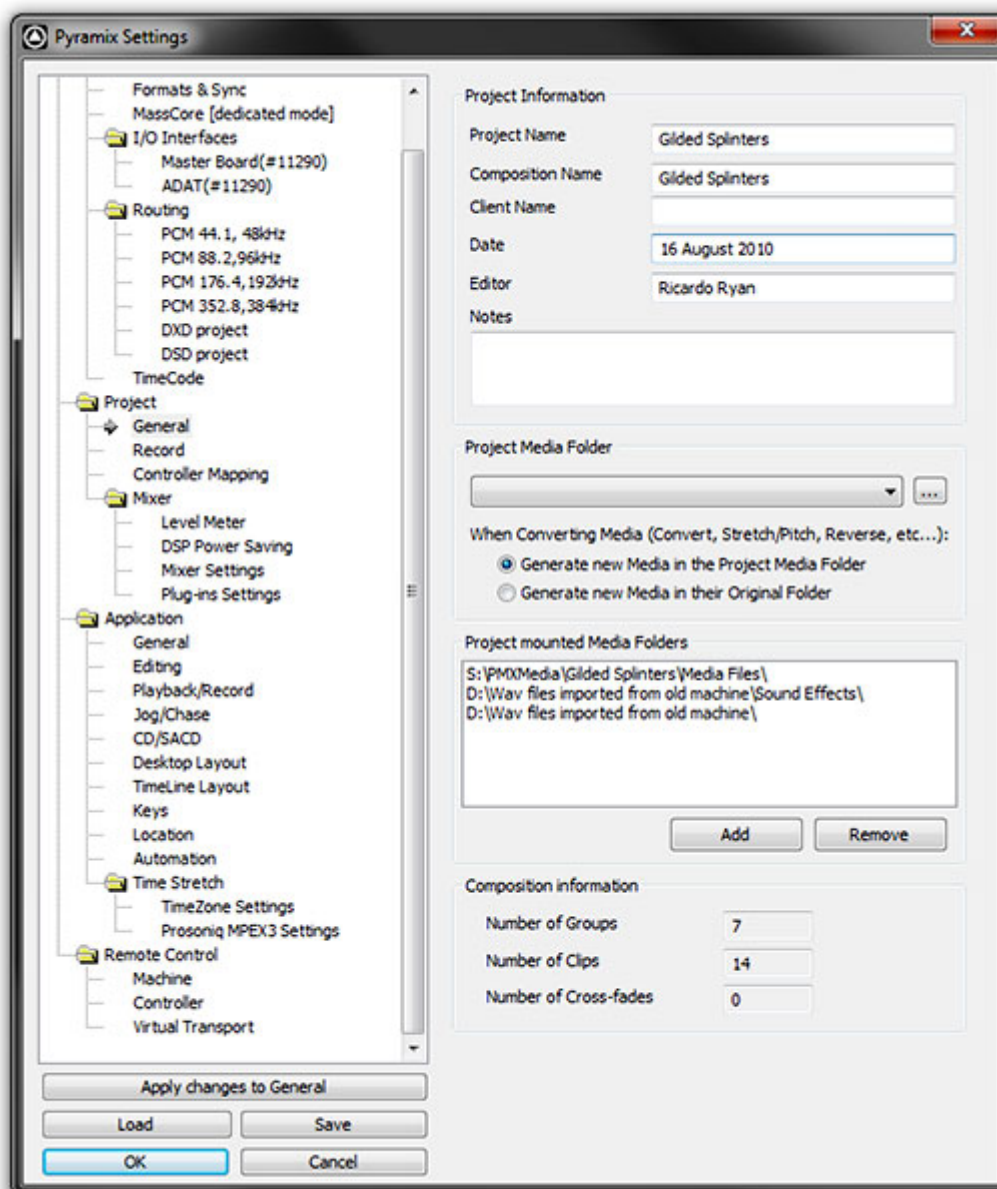 Pyramix Settings
Formats & Sync
MassCore [dedicated mode]
I/O Interfaces
Master Board(#11290)
ADAT(#11290)
Routing
PCM 44.1, 48kHz
PCM 88.2,96kHz
PCM 176.4,192kHz
PCM 352.8,384kHz
DXD project
DSD project
TimeCode
Project
General
Record
Controller Mapping
Mixer
Level Meter
DSP Power Saving
Mixer Settings
Plug-ins Settings
Application
General
Editing
Playback/Record
Jog/Chase
CD/SACD
Desktop Layout
TimeLine Layout
Keys
Location
Automation
Time Stretch
TimeZone Settings
Prosoniq MPEX3 Settings
Remote Control
Machine
Controller
Virtual Transport
Apply changes to General
Load Save
OK Cancel
Project Information
Project Name Gilded Splinters
Composition Name Gilded Splinters
Client Name
Date 16 August 2010
Editor Ricardo Ryan
Notes
Project Media Folder
...
When Converting Media (Convert, Stretch/Pitch, Reverse, etc...):
Generate new Media in the Project Media Folder
Generate new Media in their Original Folder
Project mounted Media Folders
S:\PMXMedia\Gilded Splinters\Media Files\
D:\Wav files imported from old machine\Sound Effects\
D:\Wav files imported from old machine\
Add Remove
Composition information
Number of Groups 7
Number of Clips 14
Number of Cross-fades 0